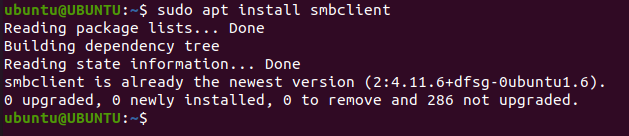 ubuntu@UBUNTU:~$ sudo apt install smbclient
Reading package lists... Done
Building dependency tree
Reading state information... Done
smbclient is already the newest version (2:4.11.6+dfsg-0ubuntu1.6).
0 upgraded, 0 newly installed, 0 to remove and 286 not upgraded.
ubuntu@UBUNTU:~$